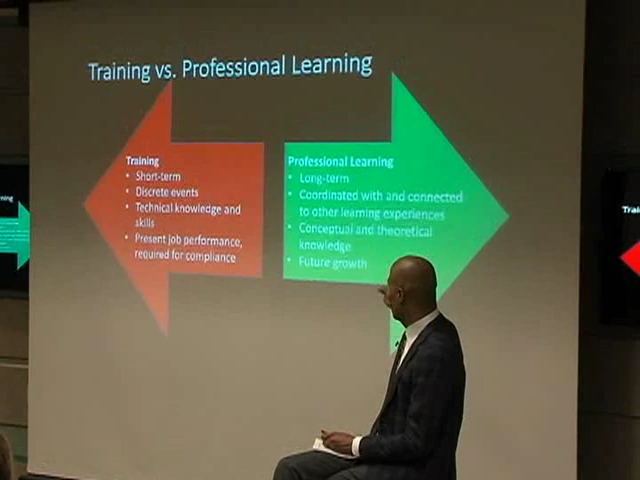 Training vs. Professional Learning
Training
• Short-term
• Discrete events
• Technical knowledge and
skills
• Present job performance,
required for compliance
Professional Learning
• Long-term
• Coordinated with and connected
to other learning experiences
• Conceptual and theoretical
knowledge
• Future growth